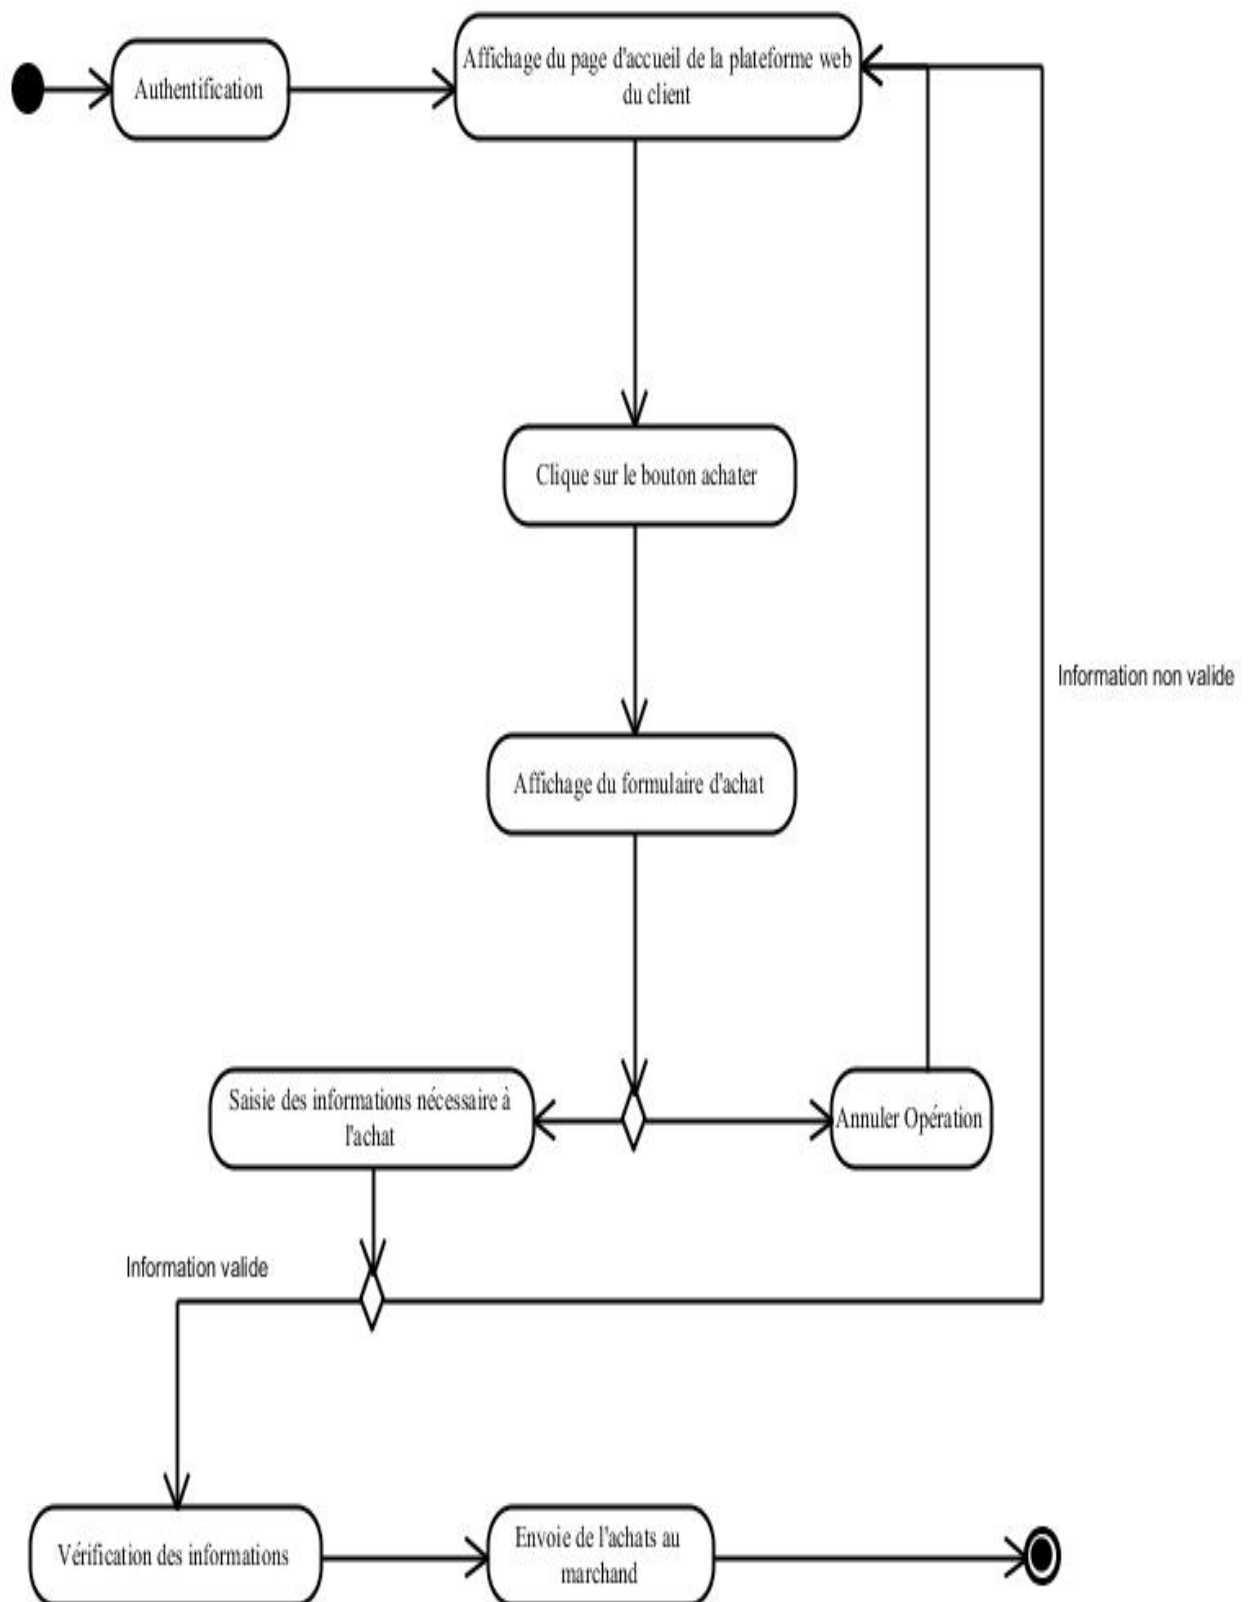 Authentification
Affichage du page d'accueil de la plateforme web
du client
Clique sur le bouton achater
Information non valide
Affichage du formulaire d'achat
Saisie des informations nécessaire à
l'achat
Annuler Opération
Information valide
Vérification des informations
Envoie de l'achats au
marchand